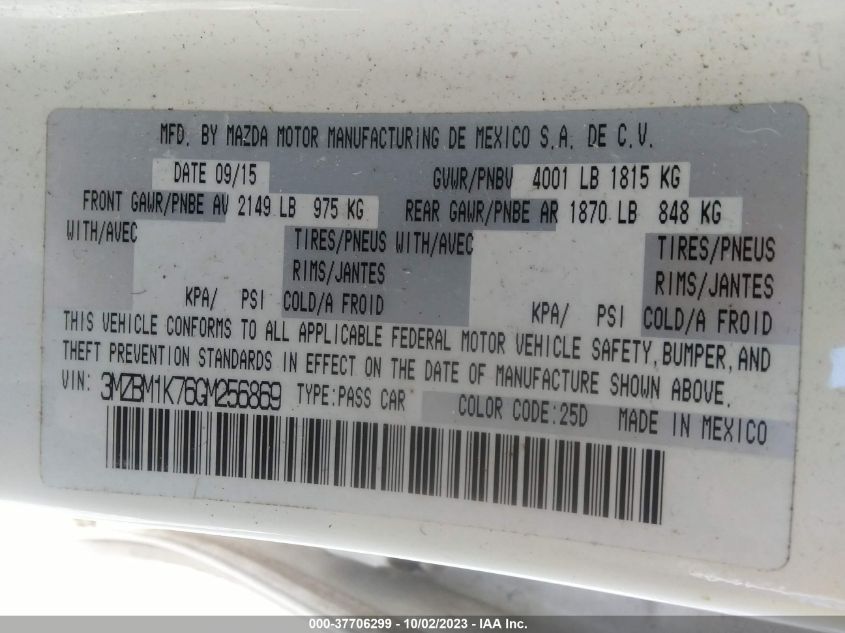 MFD. BY MAZDA MOTOR MANUFACTURING DE MEXICO S.A. DE C.V.
DATE 09/15 GVWR/PNBV 4001 LB 1815 KG
FRONT GAWR/PNBE AV 2149 LB 975 KG REAR GAWR/PNBE AR 1870 LB 848 KG
WITH/AVEC TIRES/PNEUS WITH/AVEC TIRES/PNEUS
RIMS/JANTES RIMS/JANTES
KPA/ PSI COLD/A FROID KPA/ PSI COLD/A FROID
THIS VEHICLE CONFORMS TO ALL APPLICABLE FEDERAL MOTOR VEHICLE SAFETY, BUMPER, AND
THEFT PREVENTION STANDARDS IN EFFECT ON THE DATE OF MANUFACTURE SHOWN ABOVE.
VIN: 3MZBM1K76GM256869 TYPE:PASS CAR COLOR CODE:25D MADE IN MEXICO
000-37706299 - 10/02/2023 - IAA Inc.